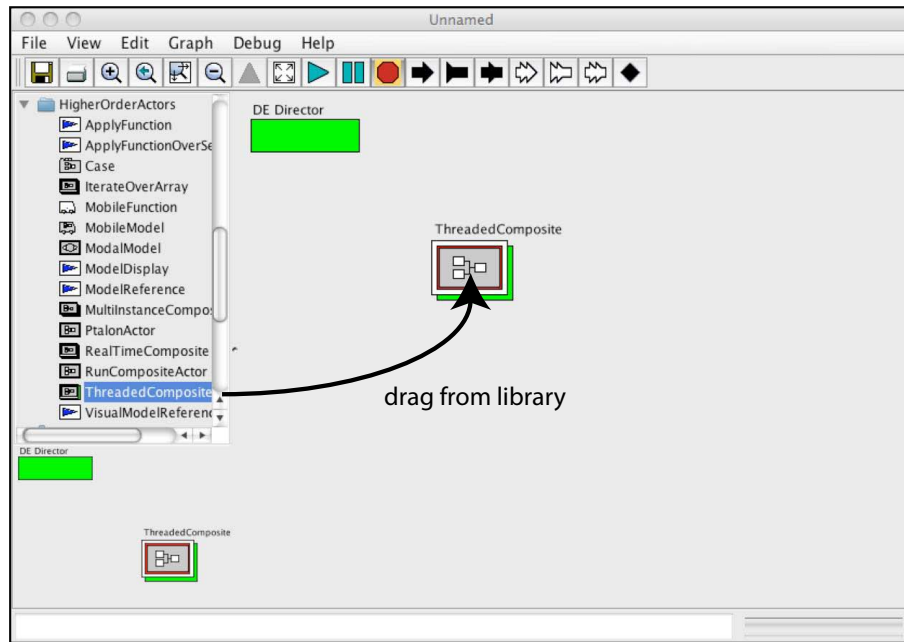 Unnamed
File View Edit Graph Debug Help
HigherOrderActors
ApplyFunction
ApplyFunctionOverSe
Case
IterateOverArray
MobileFunction
MobileModel
ModalModel
ModelDisplay
ModelReference
MultiInstanceCompos
PtalonActor
RealTimeComposite
RunCompositeActor
ThreadedComposite
VisualModelReferenc
DE Director
ThreadedComposite
drag from library
DE Director
ThreadedComposite